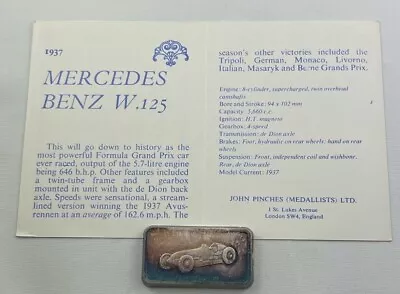 1937
MERCEDES
BENZ W.125
This will go down to history as the
most powerful Formula Grand Prix car
ever raced, output of the 5.7-litre engine
being 646 b.h.p. Other features included
a twin-tube frame and a gearbox
mounted in unit with the de Dion back
axle. Speeds were sensational, a stream-
lined version winning the 1937 Avus-
rennen at an average of 162.6 m.p.h. The
season's other victories included the
Tripoli, German, Monaco, Livorno,
Italian, Masaryk and Berne Grands Prix.
Engine: 8-cylinder, supercharged, twin overhead
camshafts
Bore and Stroke: 94 x 102 mm
Capacity: 5,660 c.c.
Ignition: H.T. magneto
Gearbox: 4-speed
Transmission: de Dion axle
Brakes: Foot, hydraulic on rear wheels: hand on rear
wheels
Suspension: Front, independent coil and wishbone.
Rear, de Dion axle
Model Current: 1937
JOHN PINCHES (MEDALLISTS) LTD.
1 St. Lukes Avenue
London SW4, England